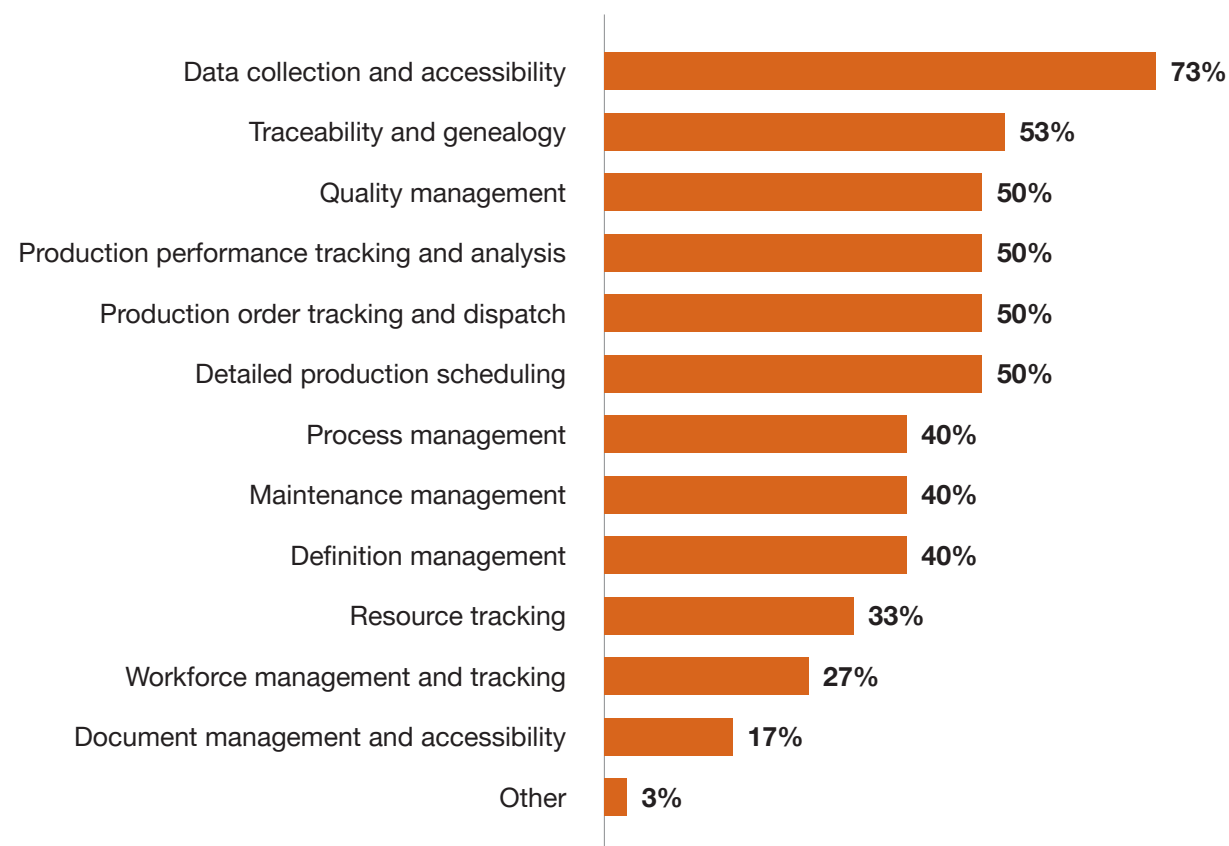 Data collection and accessibility 73%
Traceability and genealogy 53%
Quality management 50%
Production performance tracking and analysis 50%
Production order tracking and dispatch 50%
Detailed production scheduling 50%
Process management 40%
Maintenance management 40%
Definition management 40%
Resource tracking 33%
Workforce management and tracking 27%
Document management and accessibility 17%
Other 3%